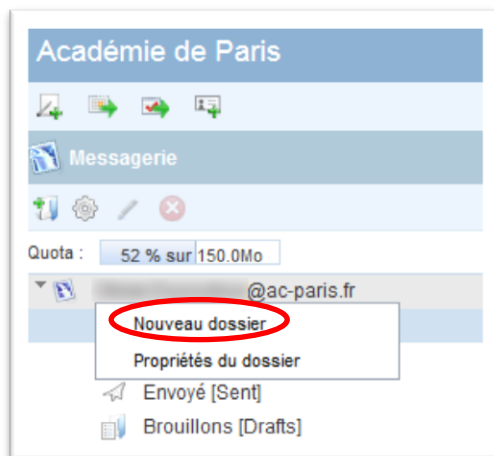 Académie de Paris
Messagerie
Quota : 52 % sur 150.0Mo
@ac-paris.fr
Nouveau dossier
Propriétés du dossier
Envoyé [Sent]
Brouillons [Drafts]